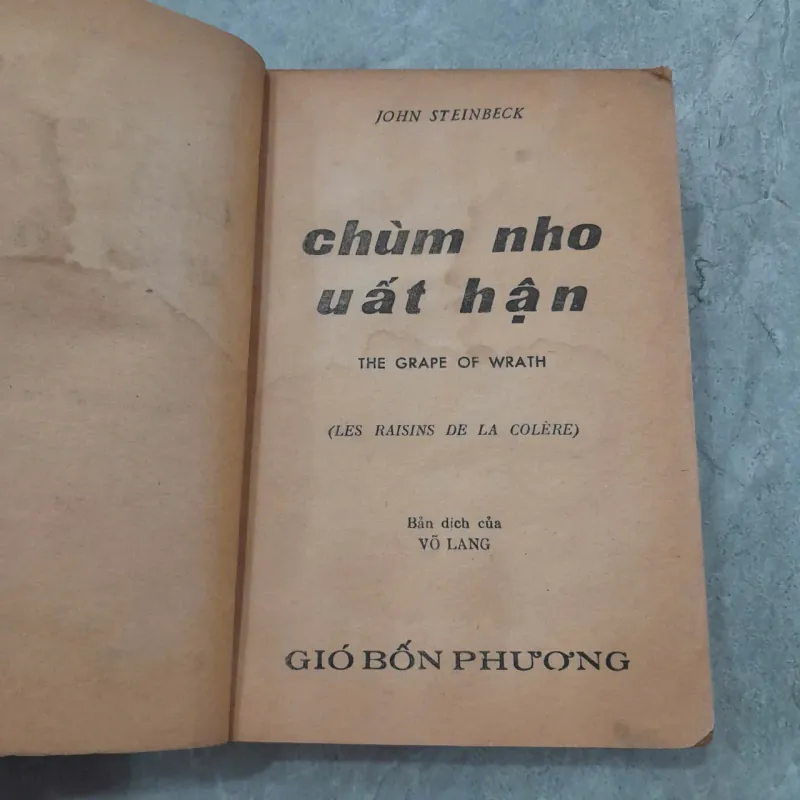 JOHN STEINBECK
chùm nho
uất hận
THE GRAPE OF WRATH
(LES RAISINS DE LA COLÈRE)
Bản dịch của
VÕ LANG
GIÓ BỐN PHƯƠNG